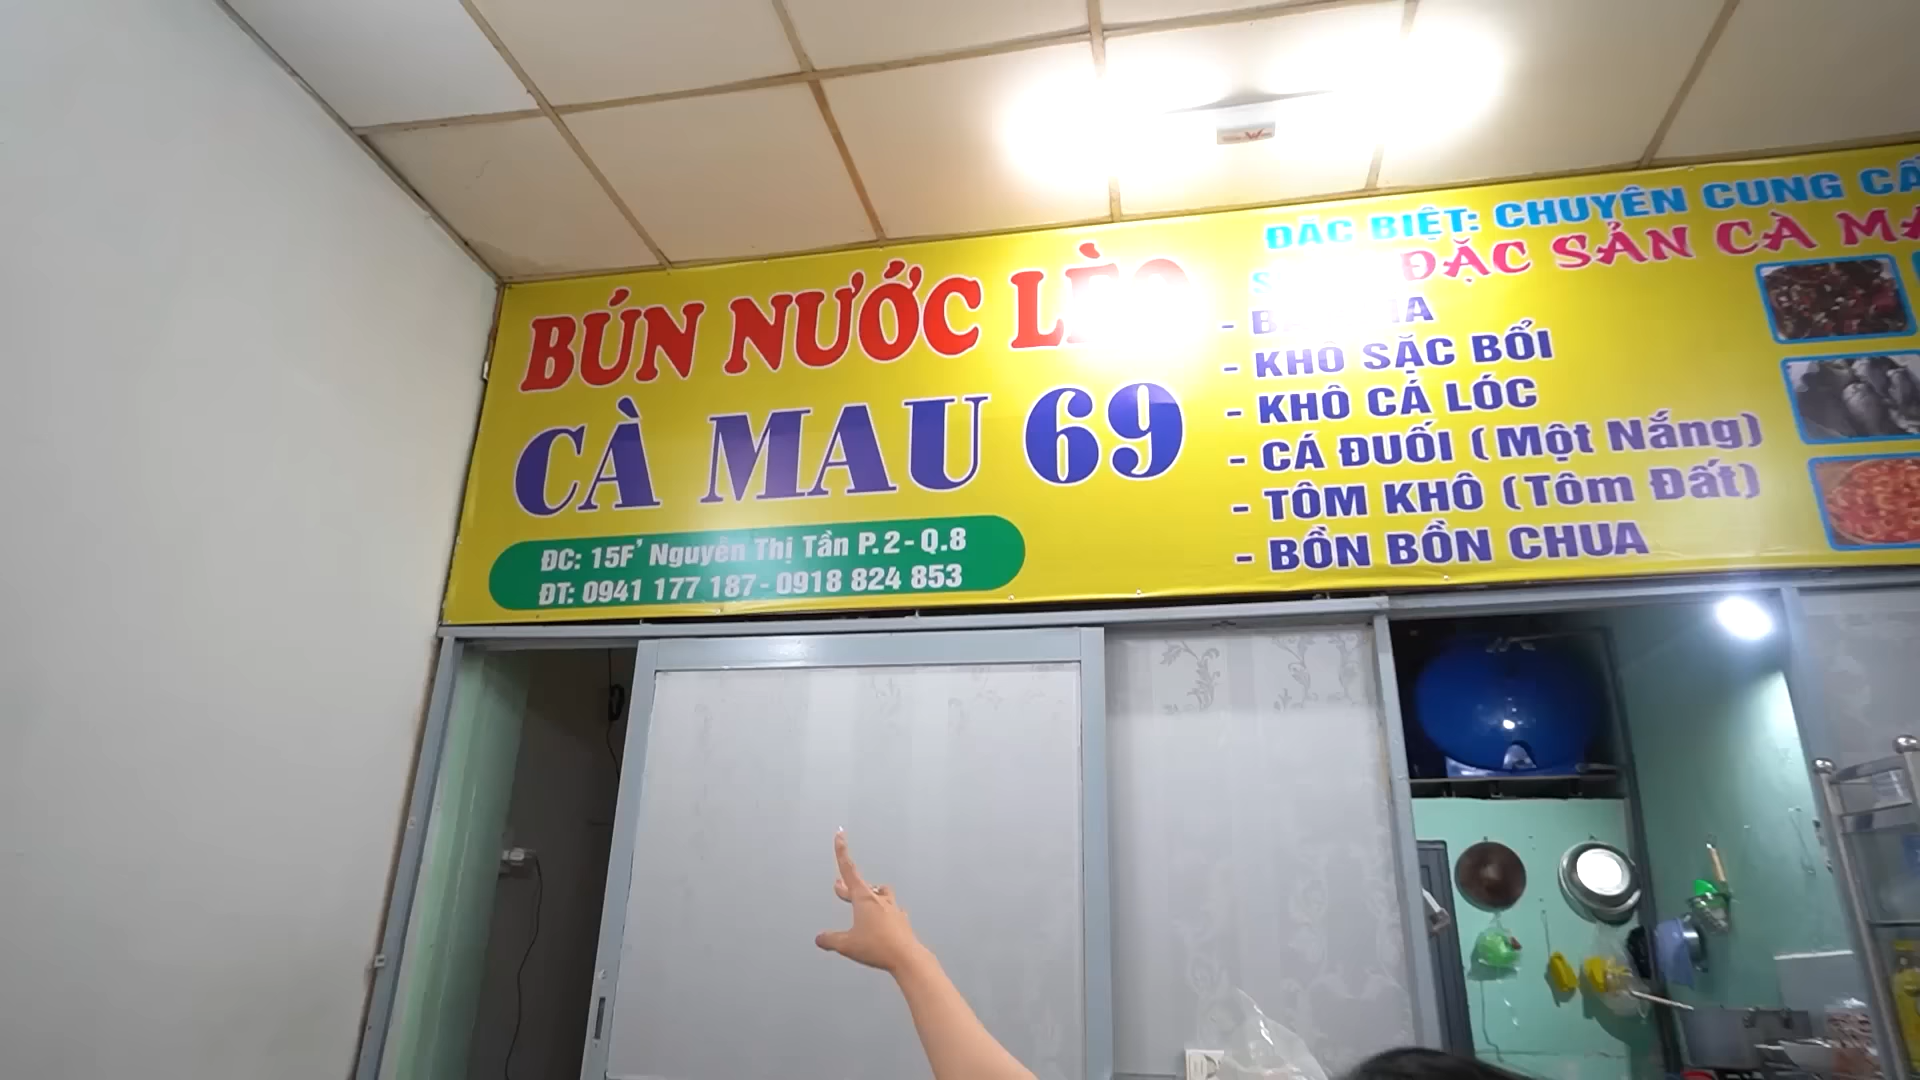 BÚN NƯỚC LÈO
CÀ MAU 69
ĐC: 15F' Nguyễn Thị Tần P.2 - Q.8
ĐT: 0941 177 187 - 0918 824 853
ĐĂC BIỆT: CHUYÊN CUNG
ĐẶC SẢN CÀ
- KHÔ SẶC BỔI
- KHÔ CÁ LÓC
- CÁ ĐUỐI (Một Nắng)
- TÔM KHÔ (Tôm Đất)
- BỒN BỒN CHUA